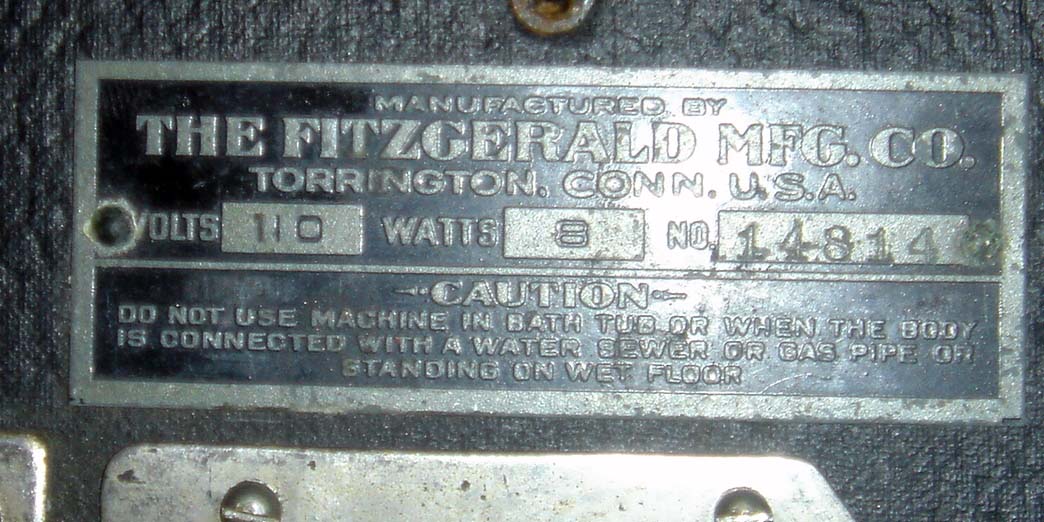 MANUFACTURED BY
THE FITZGERALD MFG. CO.
TORRINGTON, CONN. U.S.A.
VOLTS 110 WATTS 8 NO. 14814
CAUTION
DO NOT USE MACHINE IN BATH TUB OR WHEN THE BODY
IS CONNECTED WITH A WATER SEWER OR GAS PIPE OR
STANDING ON WET FLOOR